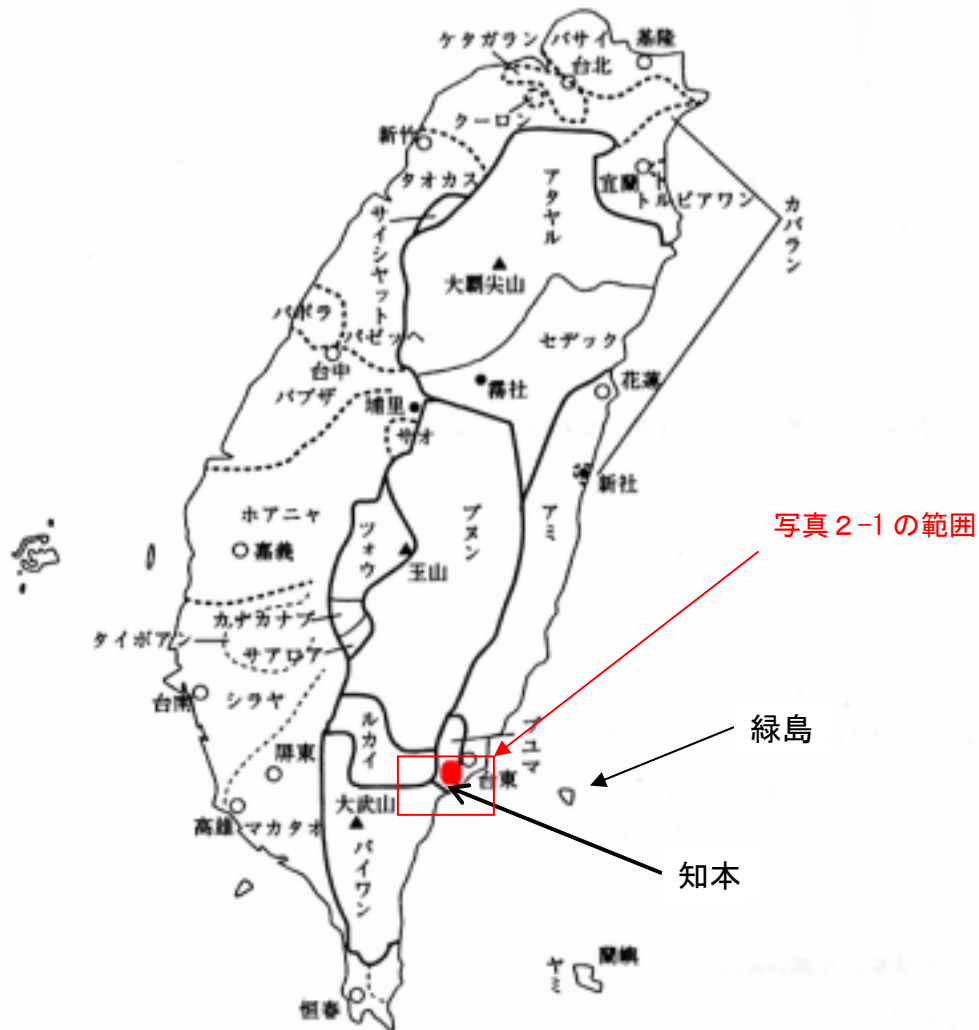 ケタガラン
バサイ
基隆
台北
クーロン
新竹
タオカス
宜蘭
トルビアワン
アタヤル
カバラン
サイシャット
大覇尖山
パポラ
パゼッヘ
セデック
台中
バブザ
霧社
花蓮
埔里
サオ
新社
ホアニャ
嘉義
ツォウ
ブヌン
アミ
写真2-1の範囲
玉山
カナカナブ
タイボアン
サアロア
台南
シラヤ
ルカイ
プユマ
緑島
屏東
台東
大武山
高雄
マカタオ
パイワン
知本
蘭嶼
ヤミ
恒春